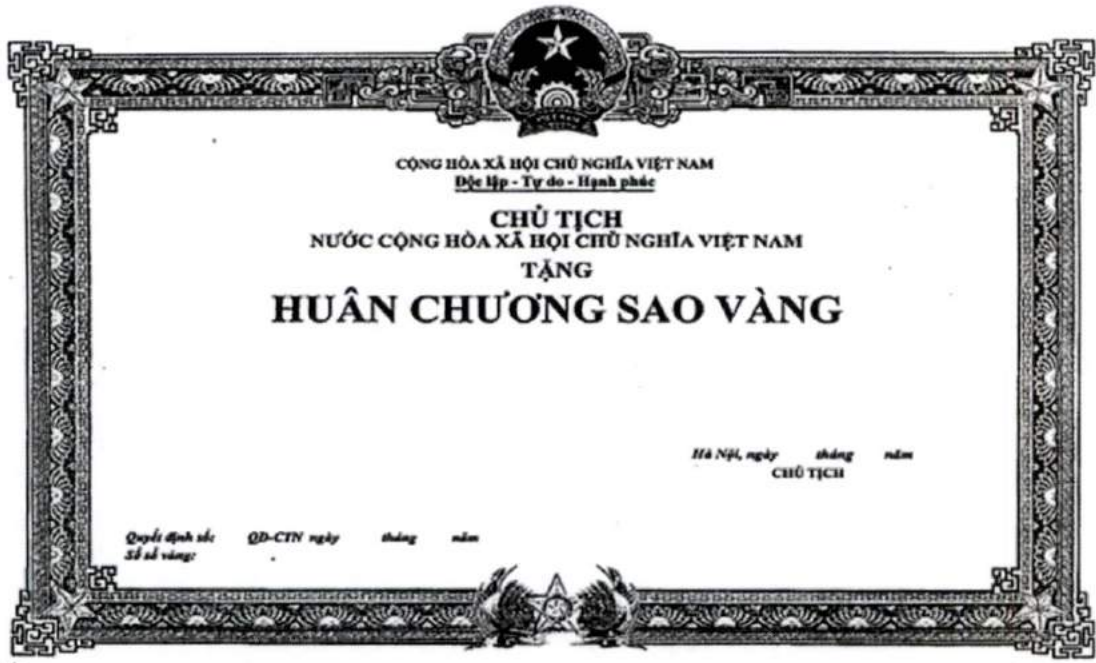 CỘNG HÒA XÃ HỘI CHỦ NGHĨA VIỆT NAM
Độc lập - Tự do - Hạnh phúc
CHỦ TỊCH
NƯỚC CỘNG HÒA XÃ HỘI CHỦ NGHĨA VIỆT NAM
TẶNG
HUÂN CHƯƠNG SAO VÀNG
Hà Nội, ngày tháng năm
CHỦ TỊCH
Quyết định số: QĐ-CTN ngày tháng năm
Số sổ vàng: